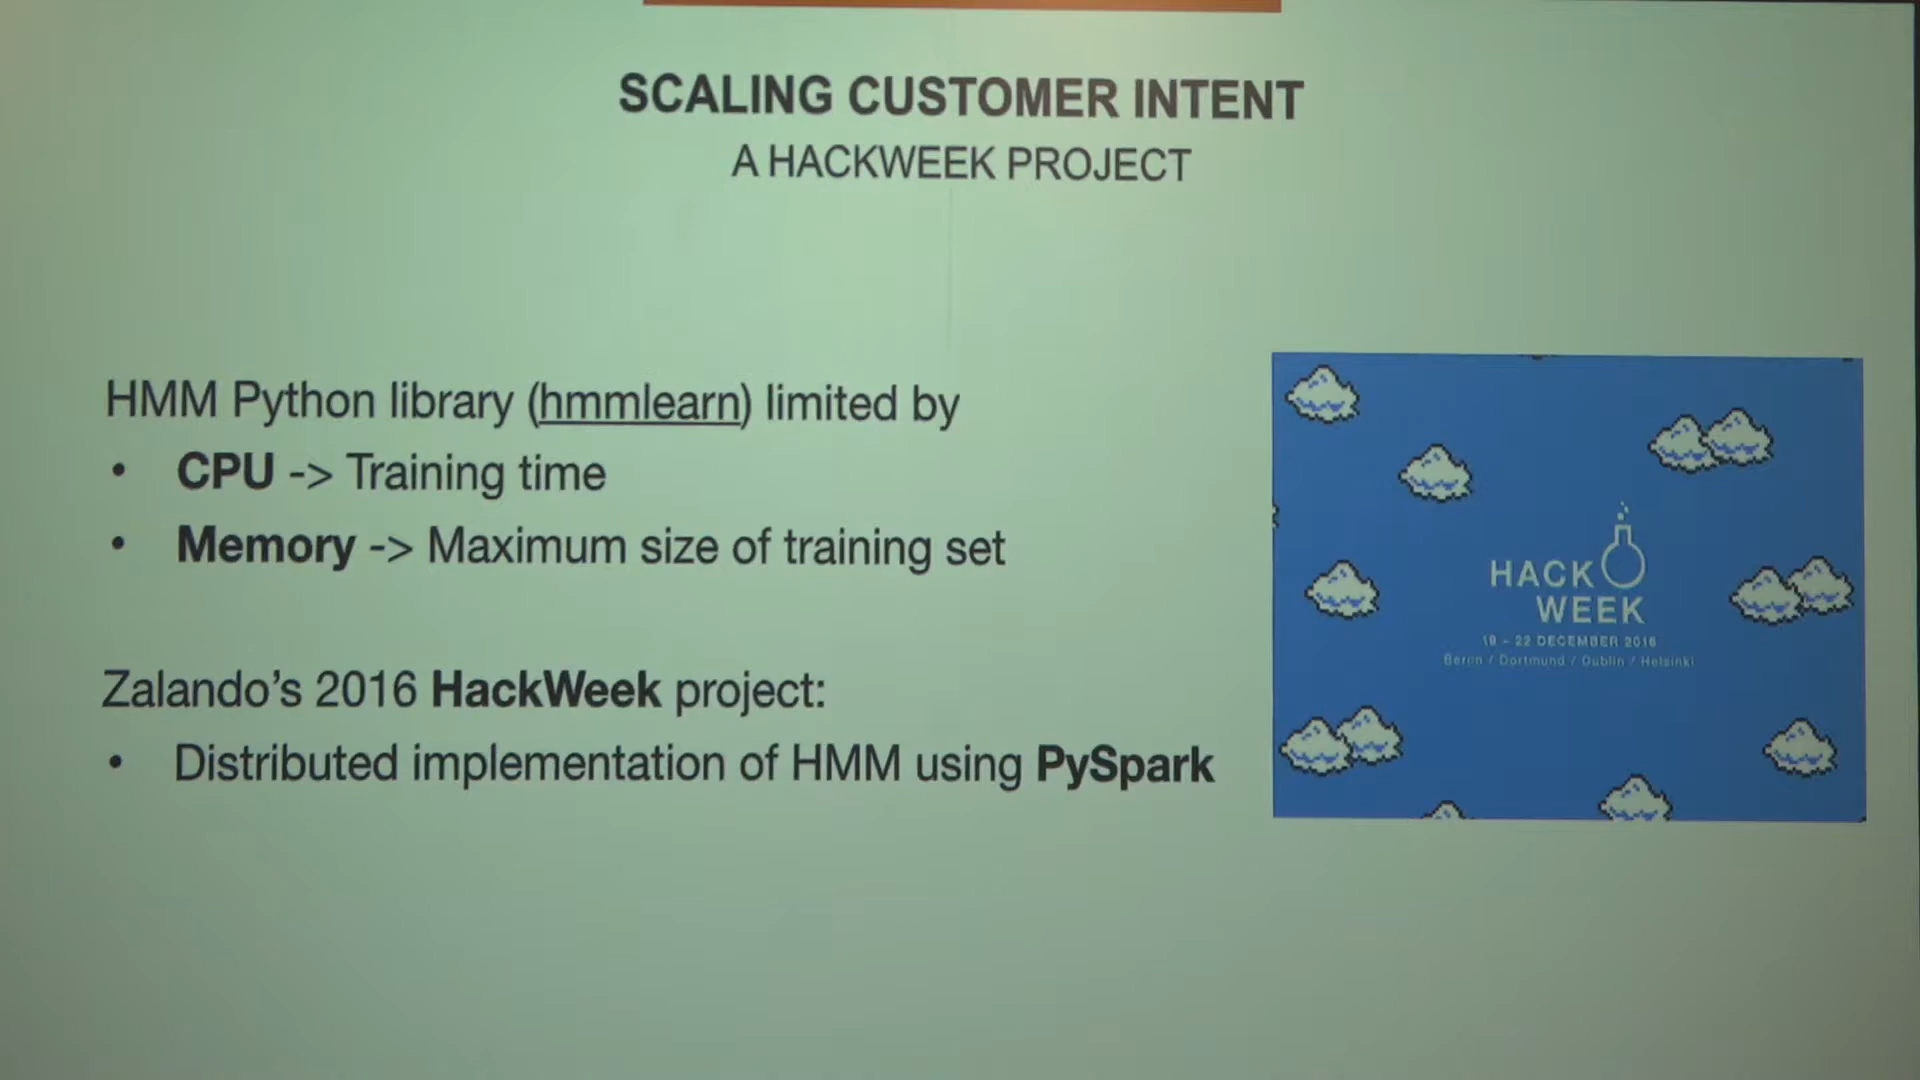 SCALING CUSTOMER INTENT
A HACKWEEK PROJECT
HMM Python library (hmmlearn) limited by
• CPU -> Training time
• Memory -> Maximum size of training set
Zalando’s 2016 HackWeek project:
• Distributed implementation of HMM using PySpark
HACK
WEEK
19 - 22 DECEMBER 2016
Berlin / Dortmund / Dublin / Helsinki